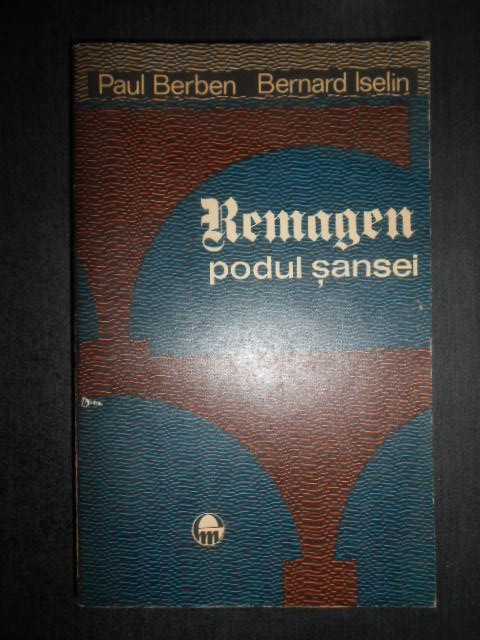 Paul Berben Bernard Iselin
Remagen
podul șansei
m